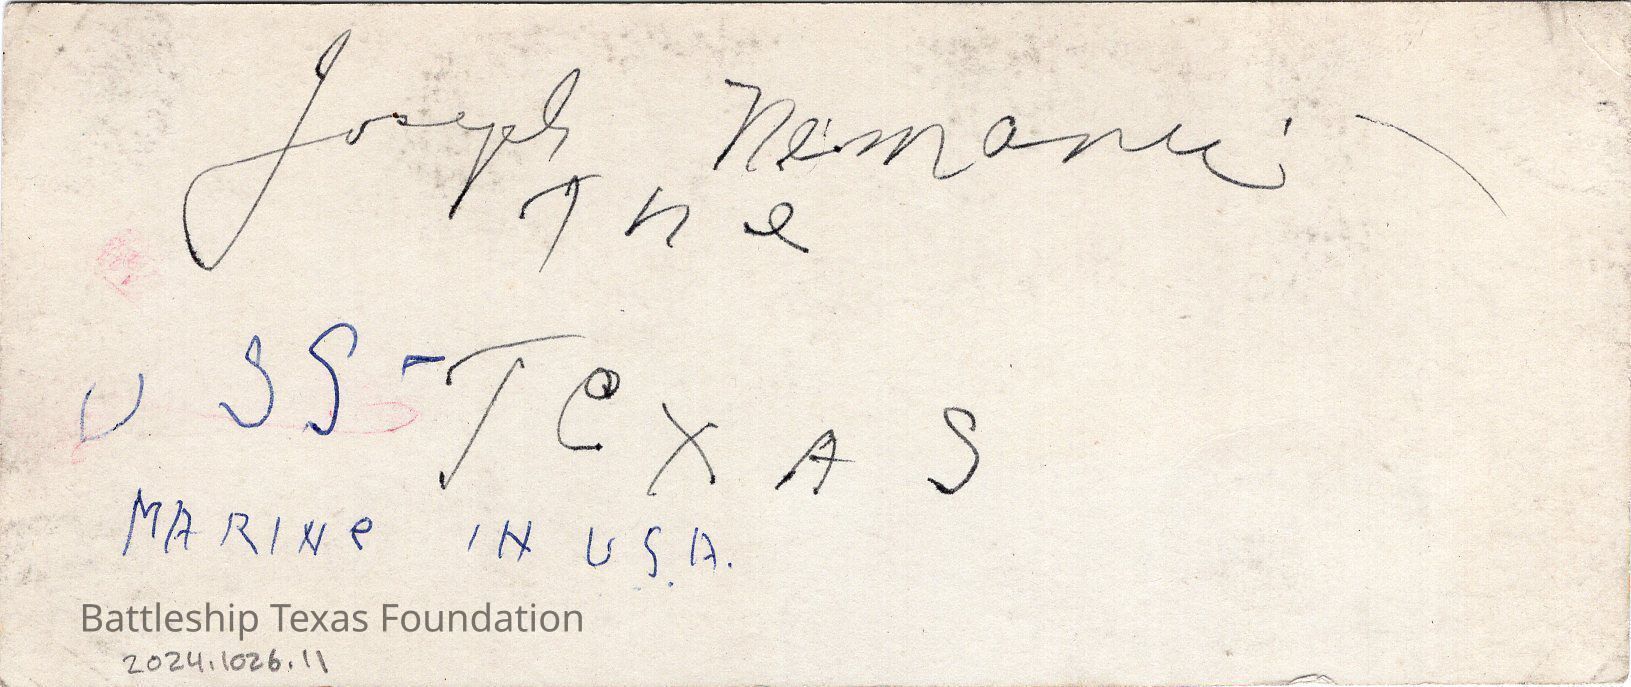 Joseph Nemanic
The
USS-TEXAS
MARINE IN U.S.A.
Battleship Texas Foundation
2024.1026.11